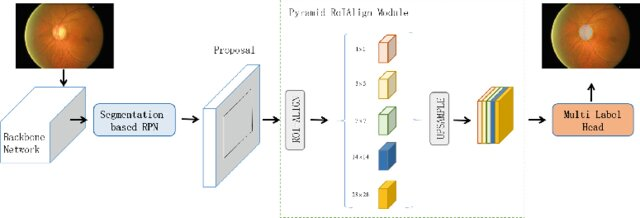 Pyramid RoIAlign Module
Proposal
Backbone
Network
Segmentation
based RPN
ROI ALIGN
1×1
3×3
7×7
14×14
28×28
UPSAMPLE
Multi Label
Head